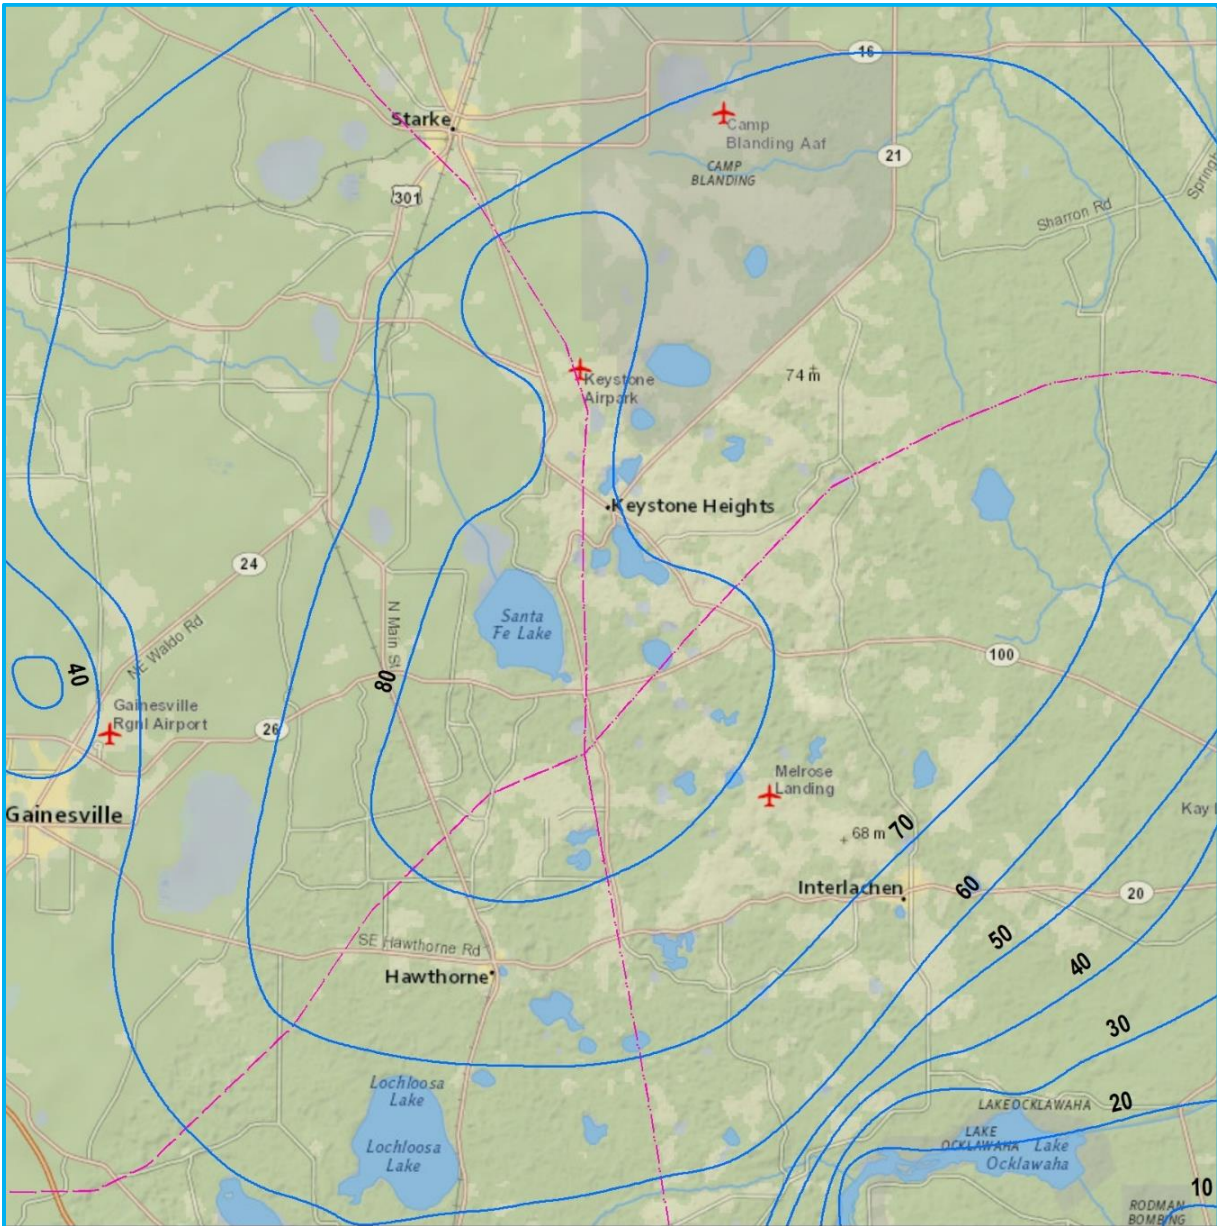 16
Starke
Camp
Blanding Aaf
CAMP
BLANDING
21
301
Sharron Rd
74 m
Keystone
Airpark
Keystone Heights
24
NE Waldo Rd
N Main St
Santa
Fe Lake
100
40
80
Gainesville
Rgnl Airport
26
Melrose
Landing
Gainesville
68 m
70
Interlachen
60
20
50
SE Hawthorne Rd
40
Hawthorne
30
Lochloosa
Lake
20
LAKE OCKLAWAHA
LAKE
OCKLAWAHA
Lake
Ocklawaha
Lochloosa
Lake
10
RODMAN
BOMBING